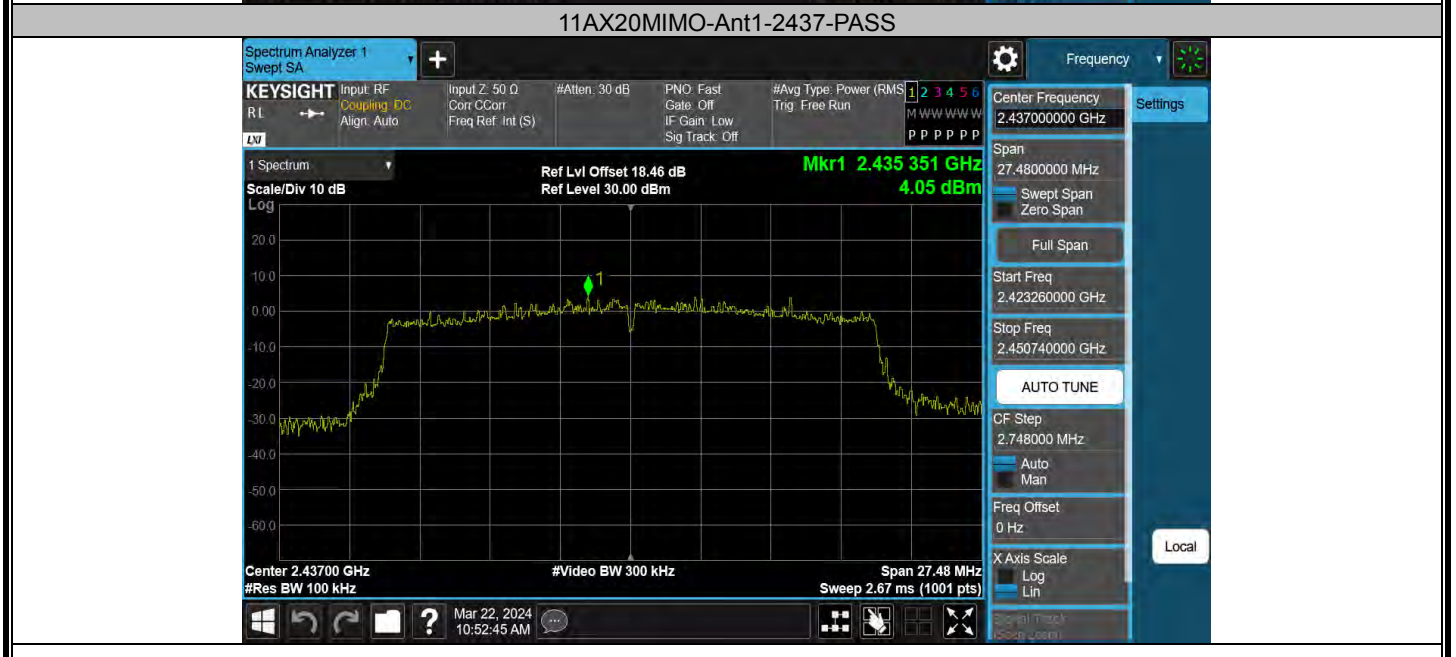 11AX20MIMO-Ant1-2437-PASS
Spectrum Analyzer 1
Swept SA
+
Frequency
KEYSIGHT
RL
LXI
Input: RF
Coupling: DC
Align: Auto
Input Z: 50 Ω
Corr CCorr
Freq Ref: Int (S)
#Atten: 30 dB
PNO: Fast
Gate: Off
IF Gain: Low
Sig Track: Off
#Avg Type: Power (RMS
Trig: Free Run
1 2 3 4 5 6
M W W W W W
P P P P P P
Center Frequency
2.437000000 GHz
Settings
Span
27.4800000 MHz
Swept Span
Zero Span
Full Span
Start Freq
2.423260000 GHz
Stop Freq
2.450740000 GHz
AUTO TUNE
CF Step
2.748000 MHz
Auto
Man
Freq Offset
0 Hz
X Axis Scale
Log
Lin
Local
1 Spectrum
Scale/Div 10 dB
Log
Ref Lvl Offset 18.46 dB
Ref Level 30.00 dBm
Mkr1 2.435 351 GHz
4.05 dBm
1
20.0
10.0
0.00
-10.0
-20.0
-30.0
-40.0
-50.0
-60.0
Center 2.43700 GHz
#Res BW 100 kHz
#Video BW 300 kHz
Span 27.48 MHz
Sweep 2.67 ms (1001 pts)
?
Mar 22, 2024
10:52:45 AM